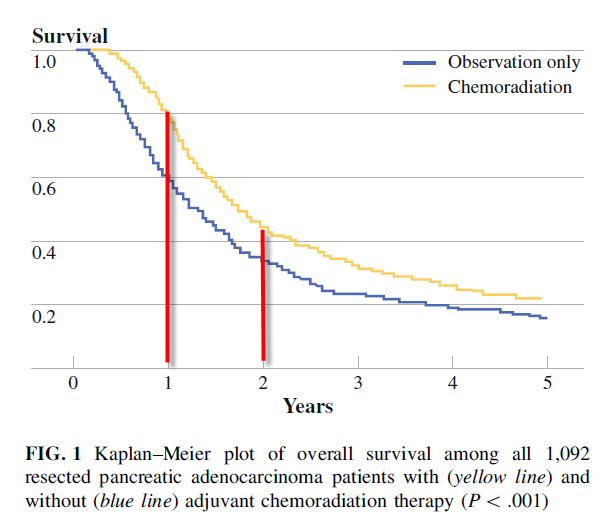 Survival
1.0
Observation only
Chemoradiation
0.8
0.6
0.4
0.2
0 1 2 3 4 5
Years
FIG. 1 Kaplan–Meier plot of overall survival among all 1,092
resected pancreatic adenocarcinoma patients with (yellow line) and
without (blue line) adjuvant chemoradiation therapy (P < .001)